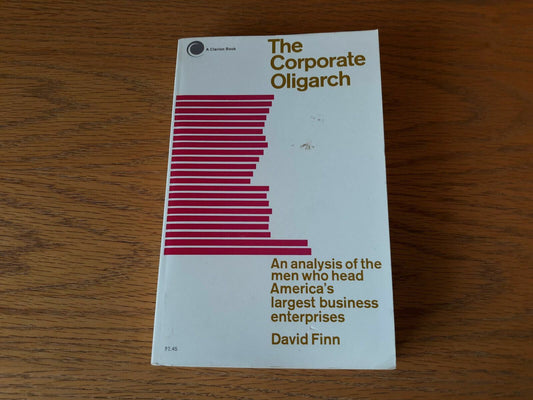 A Clarion Book
The
Corporate
Oligarch
An analysis of the
men who head
America's
largest business
enterprises
David Finn
$2.45